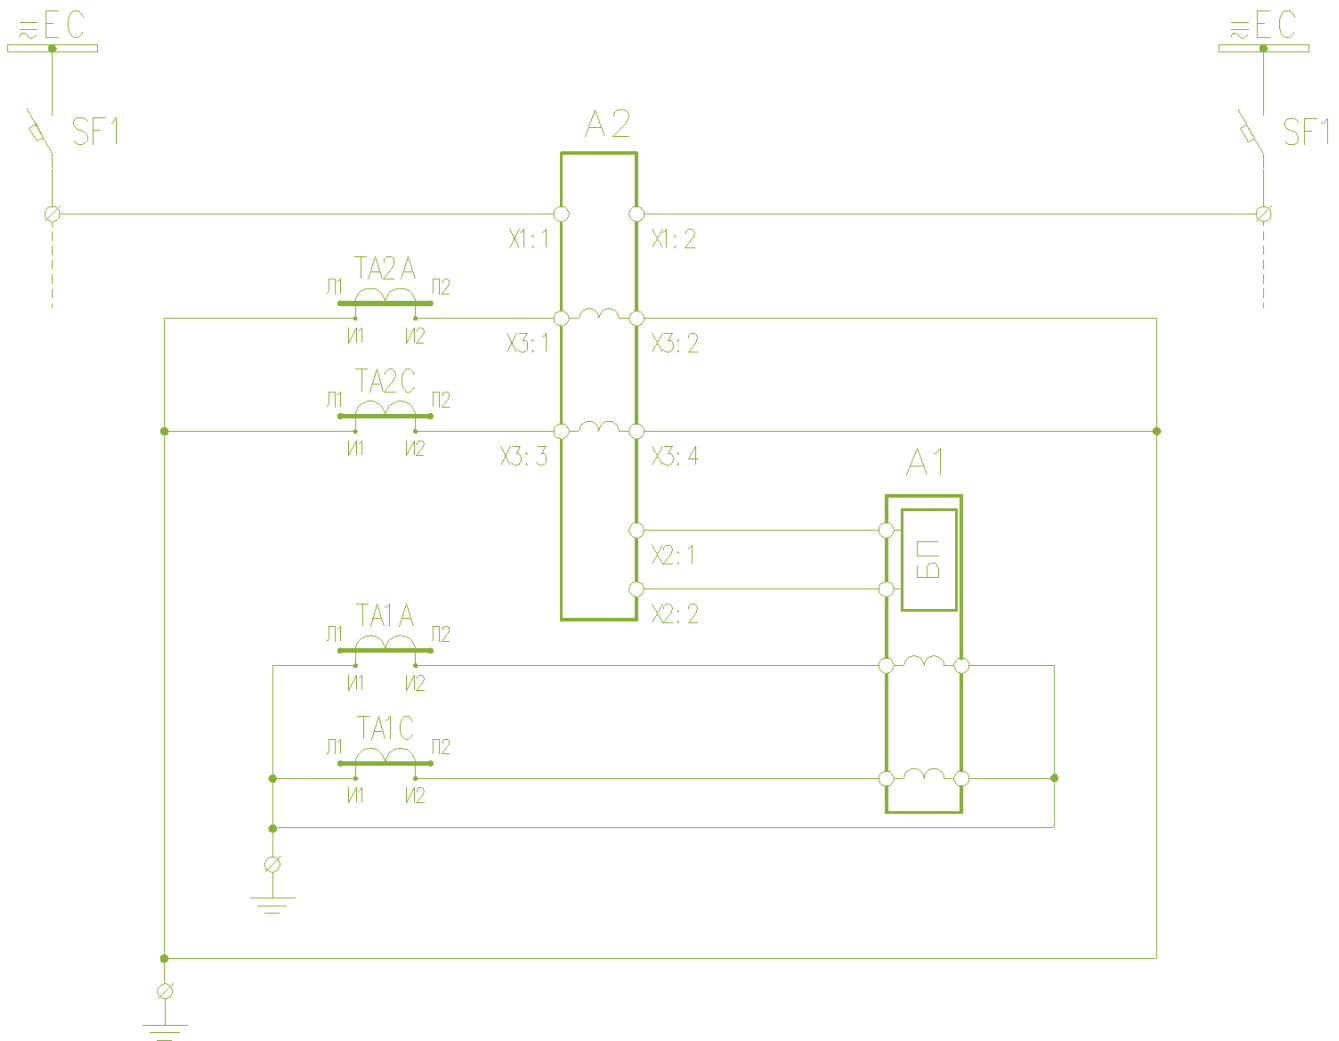 ≂EC
≂EC
SF1
SF1
A2
X1:1
X1:2
TA2A
Л1
Л2
И1
И2
X3:1
X3:2
TA2C
Л1
Л2
И1
И2
X3:3
X3:4
A1
X2:1
БП
X2:2
TA1A
Л1
Л2
И1
И2
TA1C
Л1
Л2
И1
И2